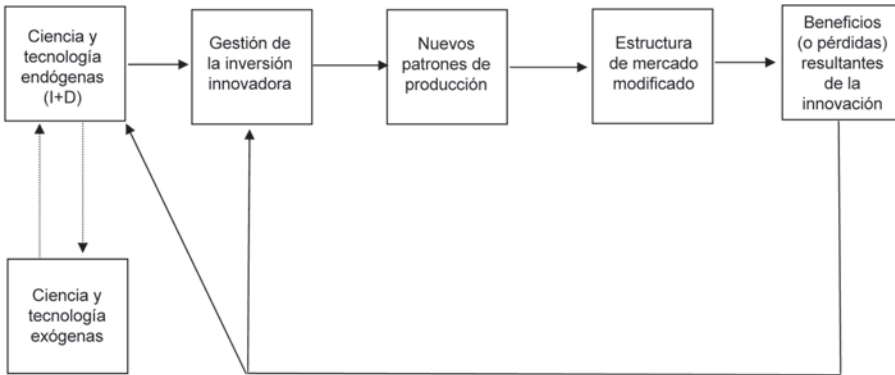 Ciencia y
tecnología
endógenas
(I+D)
Gestión de
la inversión
innovadora
Nuevos
patrones de
producción
Estructura
de mercado
modificado
Beneficios
(o pérdidas)
resultantes
de la
innovación
Ciencia y
tecnología
exógenas